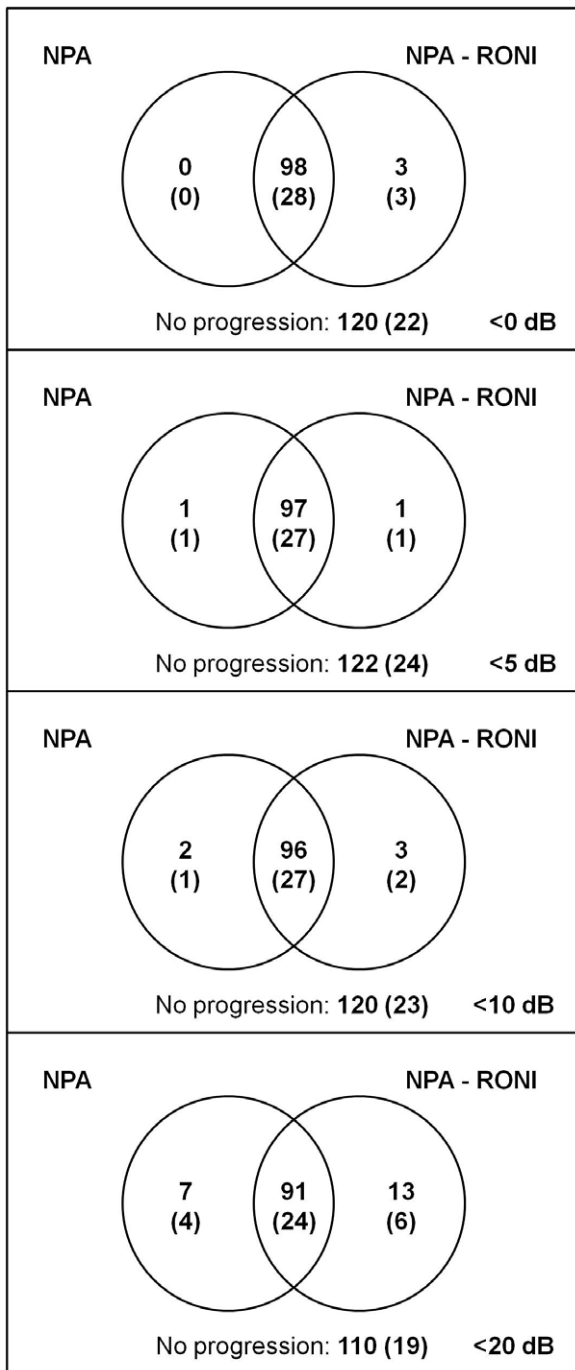 NPA NPA - RONI
0 98 3
(0) (28) (3)
No progression: 120 (22) <0 dB
NPA NPA - RONI
1 97 1
(1) (27) (1)
No progression: 122 (24) <5 dB
NPA NPA - RONI
2 96 3
(1) (27) (2)
No progression: 120 (23) <10 dB
NPA NPA - RONI
7 91 13
(4) (24) (6)
No progression: 110 (19) <20 dB